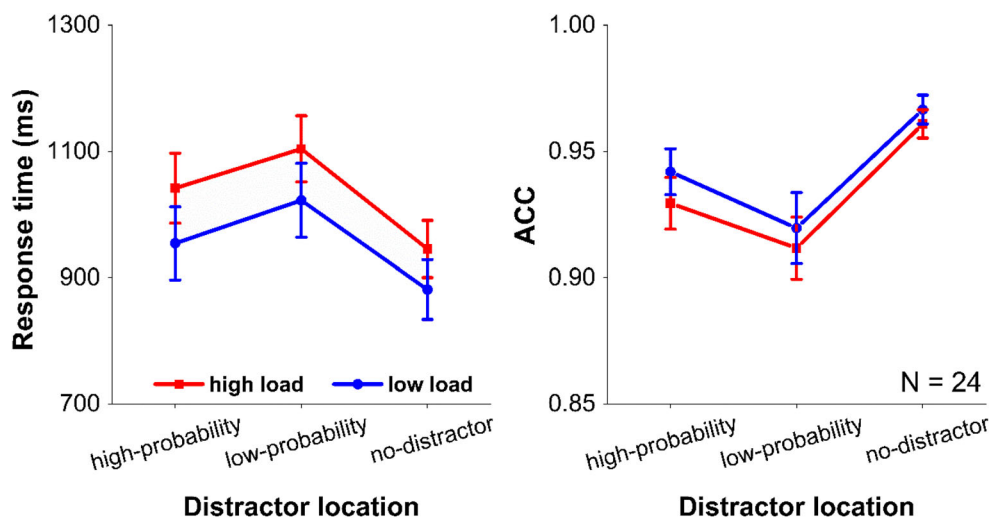 1300
1100
900
700
Response time (ms)
high load
low load
high-probability
low-probability
no-distractor
Distractor location
1.00
0.95
0.90
0.85
ACC
N = 24
high-probability
low-probability
no-distractor
Distractor location